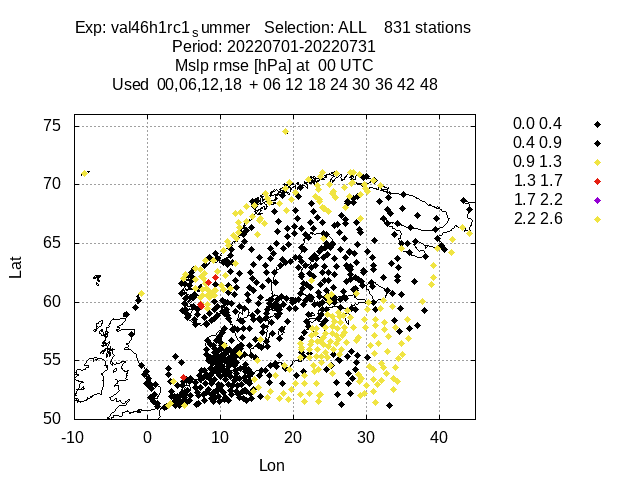 Exp: val46h1rc1summer Selection: ALL 831 stations
Period: 20220701-20220731
Mslp rmse [hPa] at 00 UTC
Used 00,06,12,18 + 06 12 18 24 30 36 42 48
75
70
65
60
55
50
Lat
-10 0 10 20 30 40
Lon
0.0 0.4
0.4 0.9
0.9 1.3
1.3 1.7
1.7 2.2
2.2 2.6